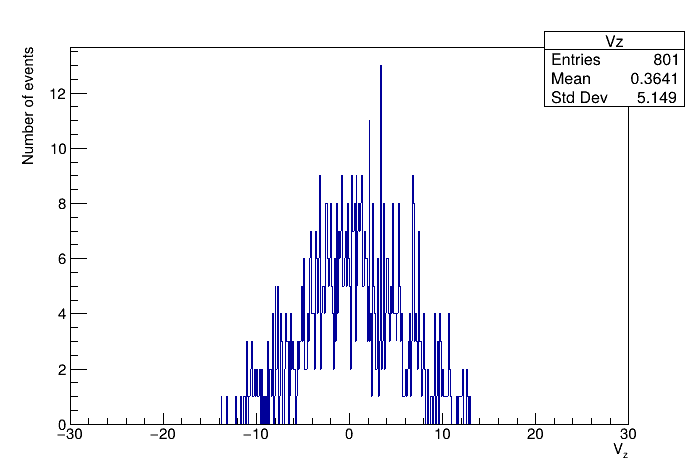 Vz
Entries 801
Mean 0.3641
Std Dev 5.149
Number of events
12
10
8
6
4
2
0
−30 −20 −10 0 10 20 30
V_z